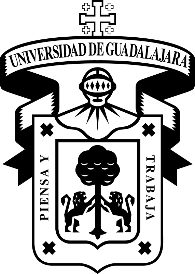 UNIVERSIDAD DE GUADALAJARA
PIENSA Y
TRABAJA